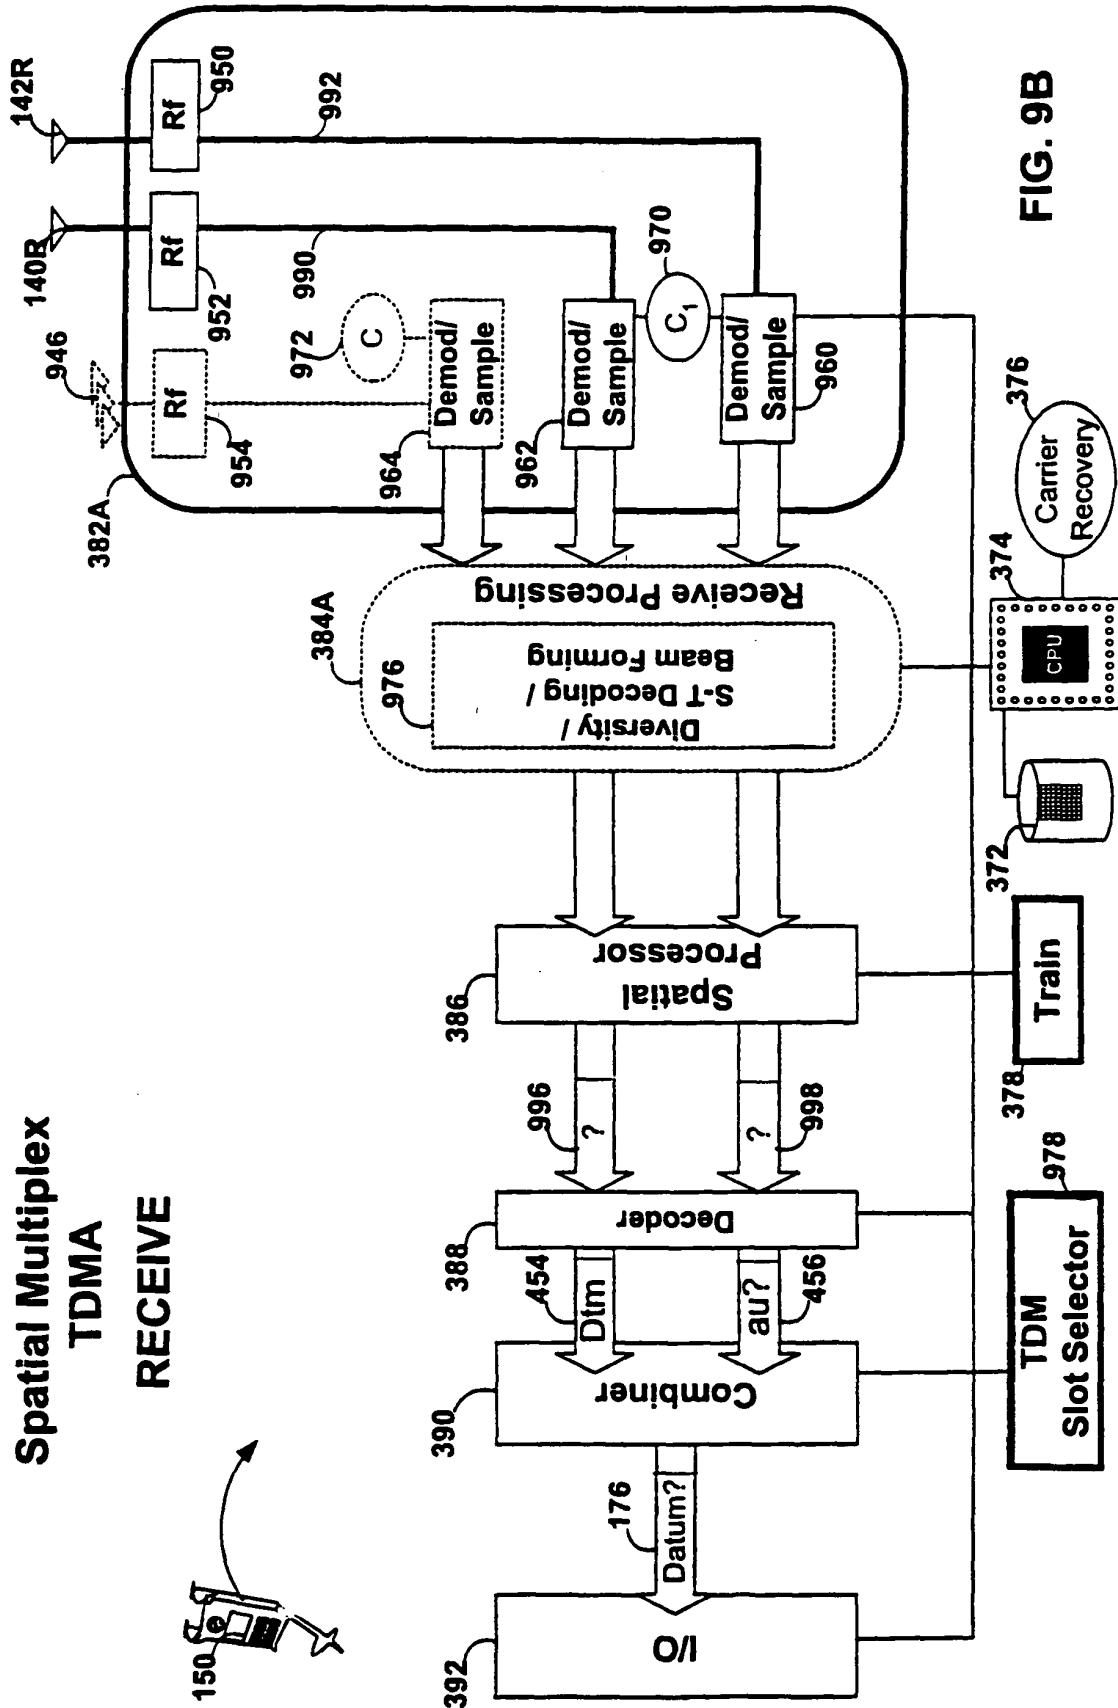 Spatial Multiplex
TDMA
RECEIVE
150
142R
140R
946
Rf
950
Rf
952
Rf
954
992
990
382A
C
972
Demod/
Sample
964
Demod/
Sample
962
C1
970
Demod/
Sample
960
384A
Receive Processing
976
Diversity /
S-T Decoding /
Beam Forming
386
Spatial
Processor
996
?
?
998
388
Decoder
454
Dtm
au?
456
390
Combiner
176
Datum?
392
I/O
TDM
Slot Selector
978
Train
378
372
CPU
374
Carrier
Recovery
376
FIG. 9B